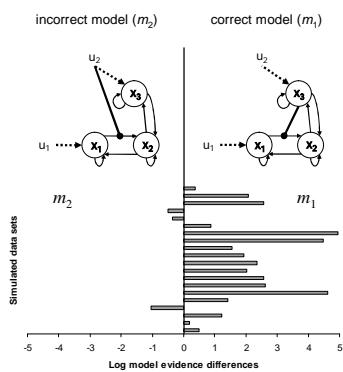 incorrect model (m2)
correct model (m1)
u2
u2
x3
x3
u1
x1
x2
u1
x1
x2
m2
m1
Simulated data sets
-5 -4 -3 -2 -1 0 1 2 3 4 5
Log model evidence differences